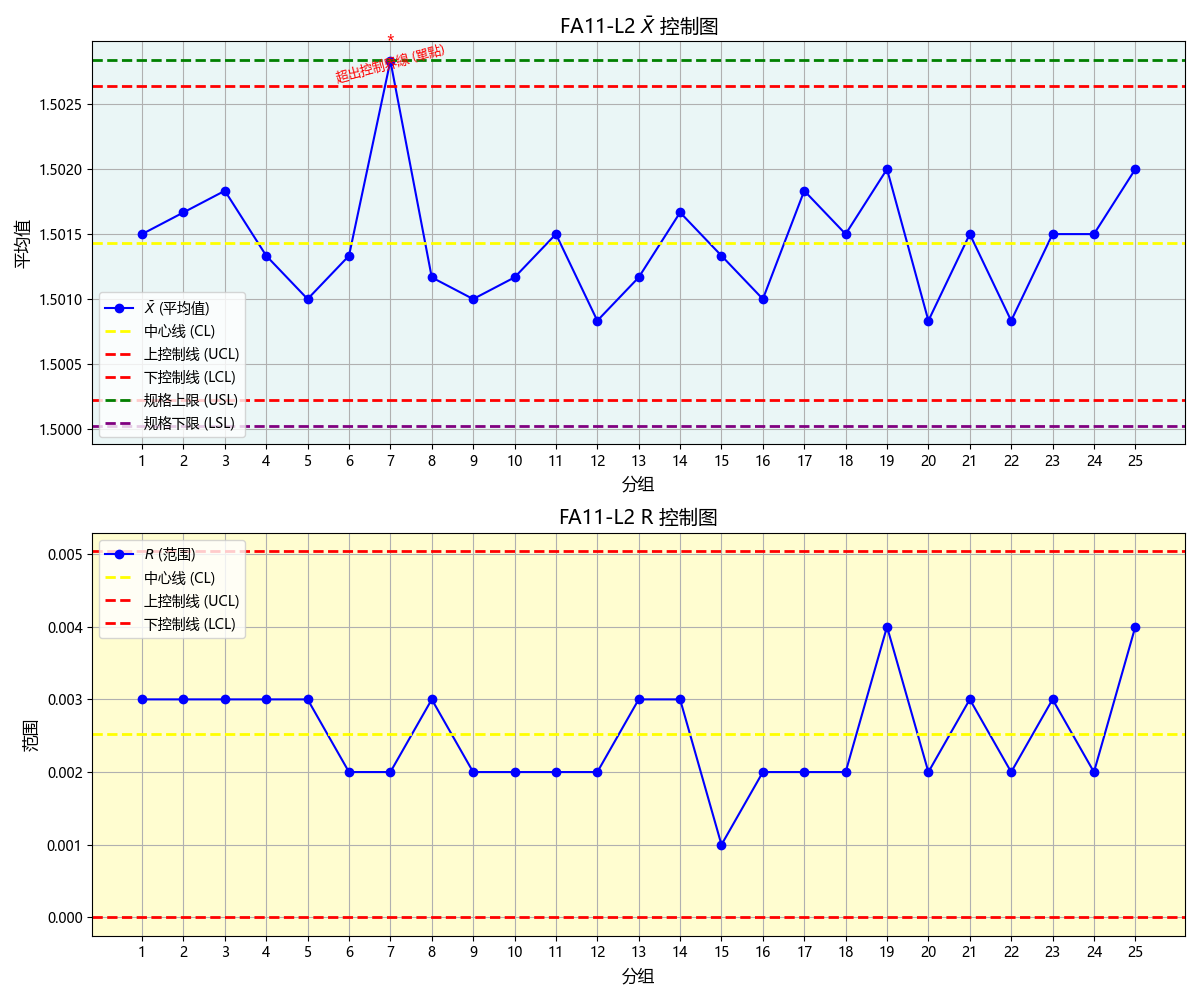 FA11-L2 X̄ 控制图
*
超出控制界線 (單點)
平均值
1.5025
1.5020
1.5015
1.5010
1.5005
1.5000
X̄ (平均值)
中心线 (CL)
上控制线 (UCL)
下控制线 (LCL)
规格上限 (USL)
规格下限 (LSL)
1 2 3 4 5 6 7 8 9 10 11 12 13 14 15 16 17 18 19 20 21 22 23 24 25
分组
FA11-L2 R 控制图
范围
0.005
0.004
0.003
0.002
0.001
0.000
R (范围)
中心线 (CL)
上控制线 (UCL)
下控制线 (LCL)
1 2 3 4 5 6 7 8 9 10 11 12 13 14 15 16 17 18 19 20 21 22 23 24 25
分组